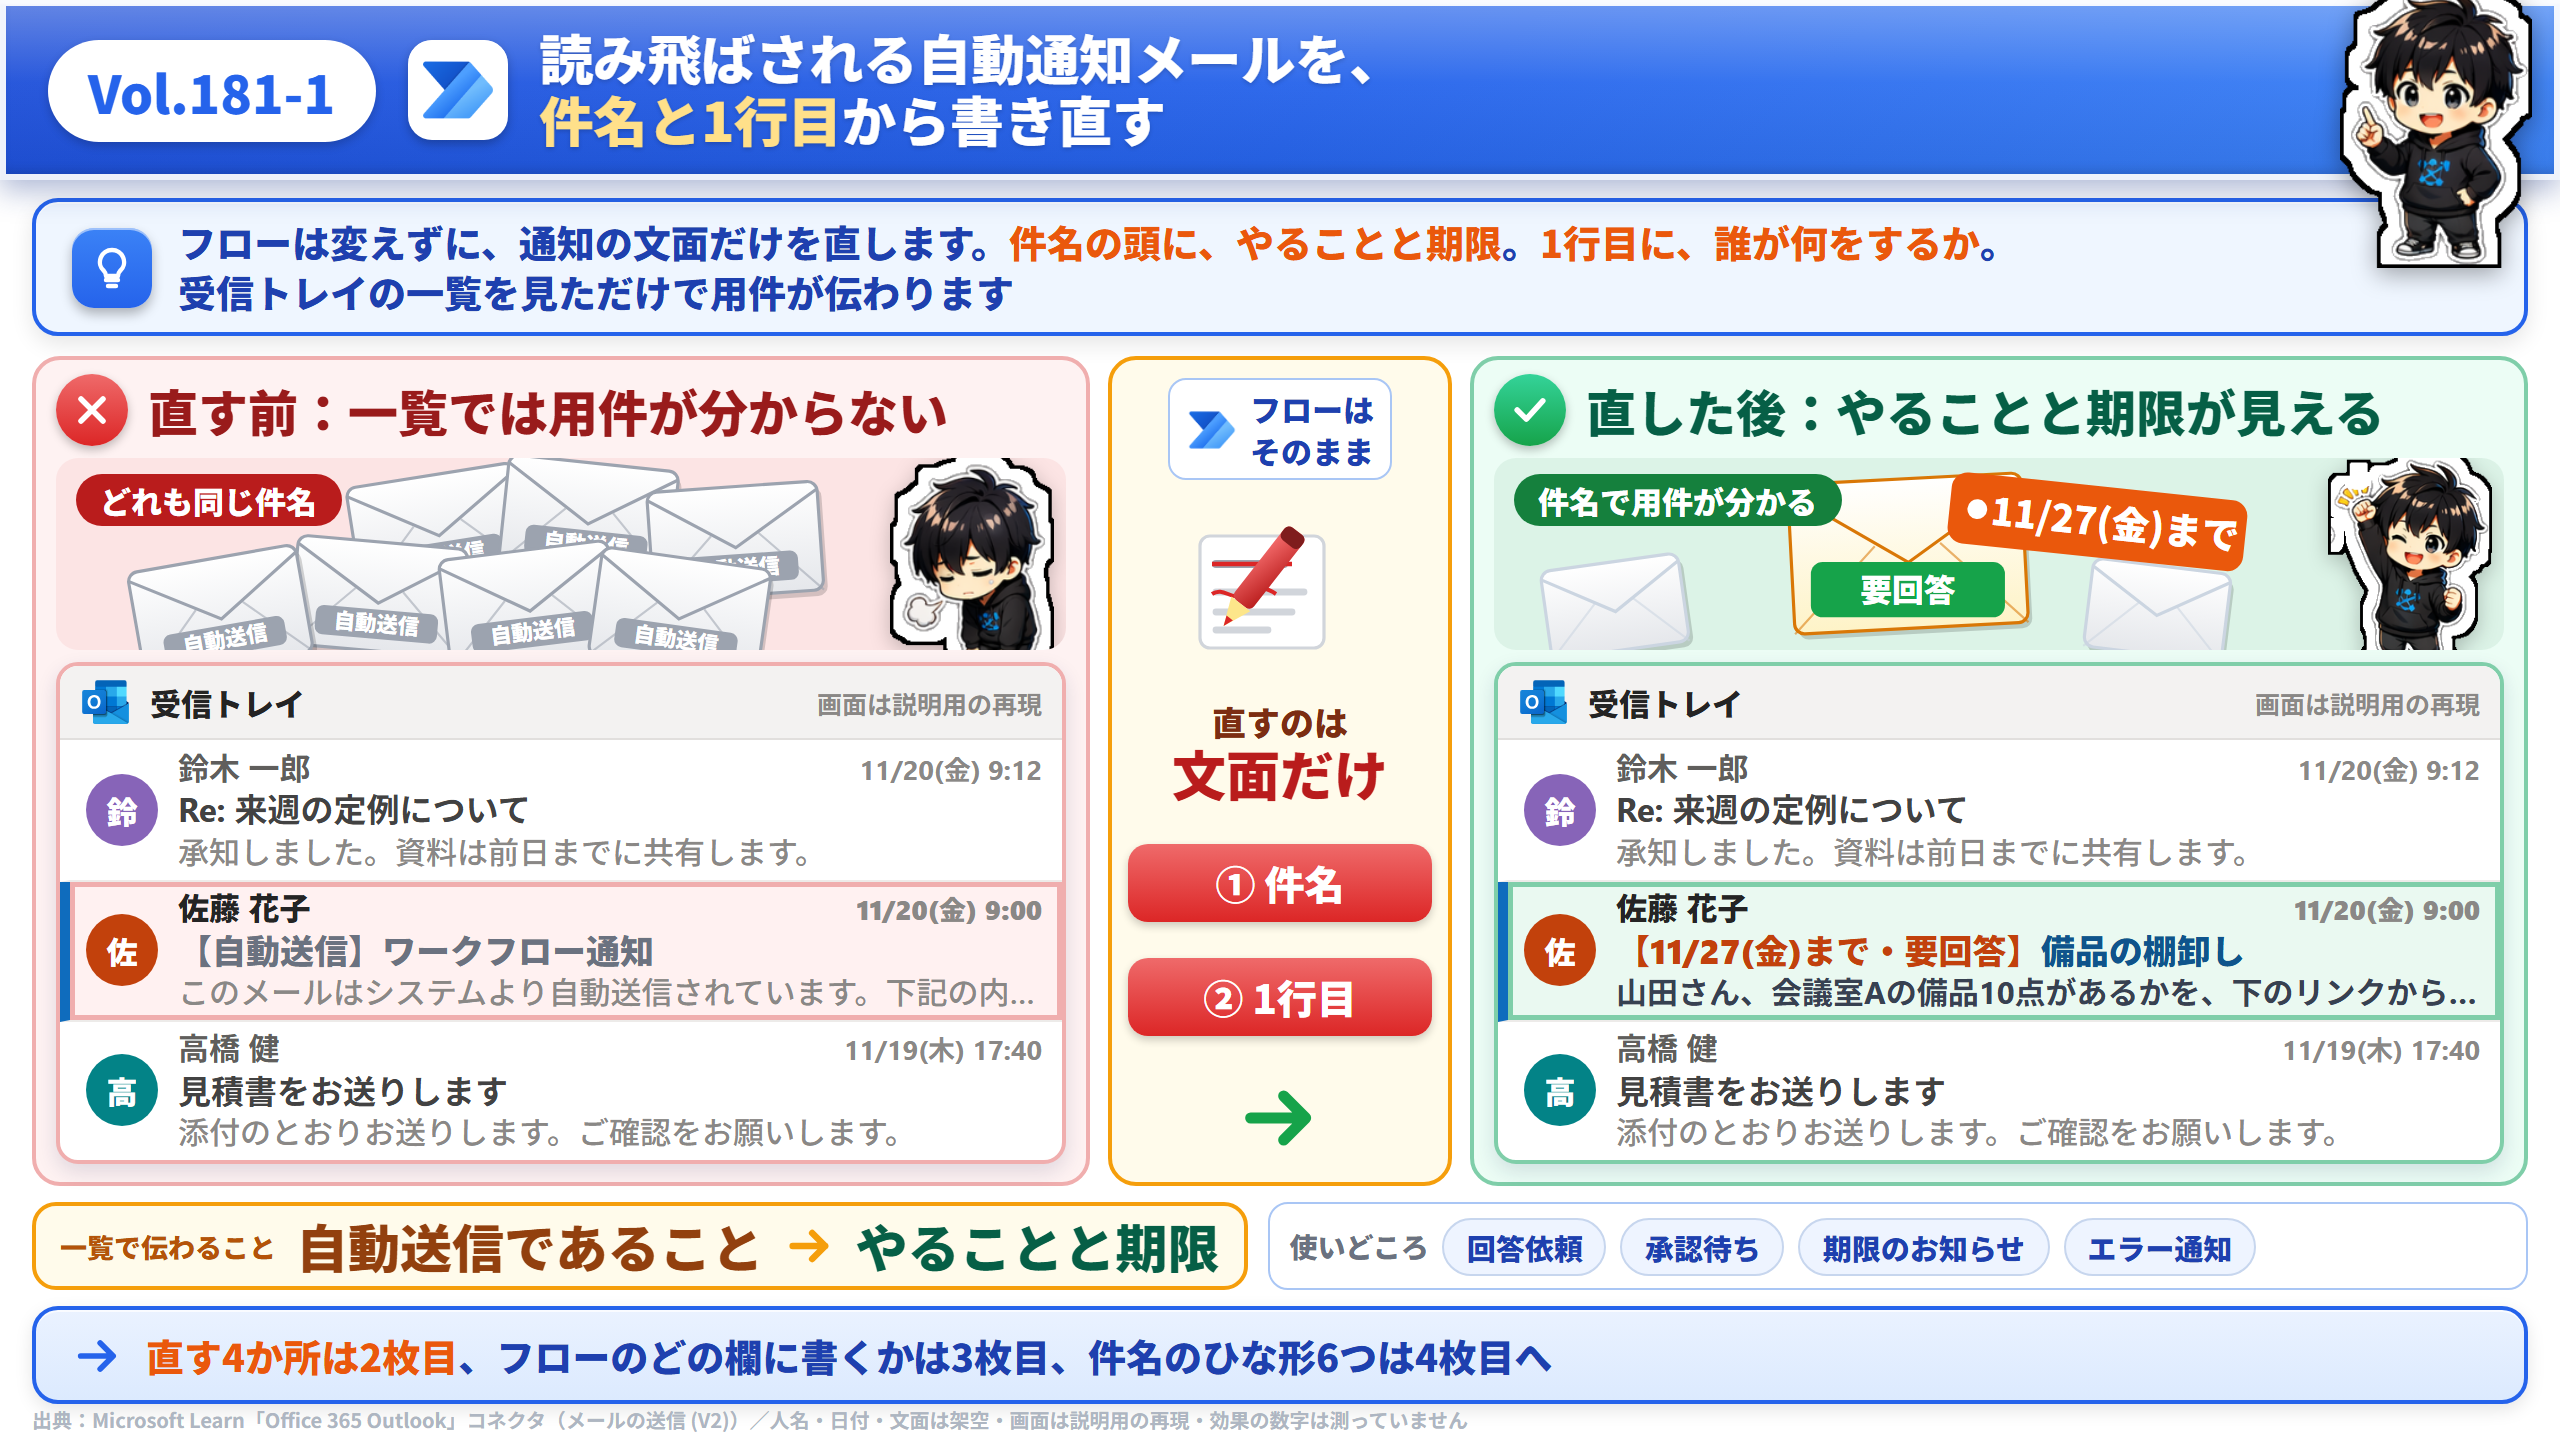 Vol.181-1
読み飛ばされる自動通知メールを、
件名と1行目から書き直す
フローは変えずに、通知の文面だけを直します。件名の頭に、やることと期限。1行目に、誰が何をするか。
受信トレイの一覧を見ただけで用件が伝わります
直す前：一覧では用件が分からない
どれも同じ件名
自動送信
自動送信
自動送信
自動送信
自動送信
受信トレイ
画面は説明用の再現
鈴
鈴木 一郎
11/20(金) 9:12
Re: 来週の定例について
承知しました。資料は前日までに共有します。
佐
佐藤 花子
11/20(金) 9:00
【自動送信】ワークフロー通知
このメールはシステムより自動送信されています。下記の内...
高
高橋 健
11/19(木) 17:40
見積書をお送りします
添付のとおりお送りします。ご確認をお願いします。
フローは
そのまま
直すのは
文面だけ
① 件名
② 1行目
直した後：やることと期限が見える
件名で用件が分かる
●11/27(金)まで
要回答
受信トレイ
画面は説明用の再現
鈴
鈴木 一郎
11/20(金) 9:12
Re: 来週の定例について
承知しました。資料は前日までに共有します。
佐
佐藤 花子
11/20(金) 9:00
【11/27(金)まで・要回答】備品の棚卸し
山田さん、会議室Aの備品10点があるかを、下のリンクから...
高
高橋 健
11/19(木) 17:40
見積書をお送りします
添付のとおりお送りします。ご確認をお願いします。
一覧で伝わること 自動送信であること → やることと期限
使いどころ 回答依頼 承認待ち 期限のお知らせ エラー通知
→ 直す4か所は2枚目、フローのどの欄に書くかは3枚目、件名のひな形6つは4枚目へ
出典：Microsoft Learn「Office 365 Outlook」コネクタ（メールの送信 (V2)）／人名・日付・文面は架空・画面は説明用の再現・効果の数字は測っていません